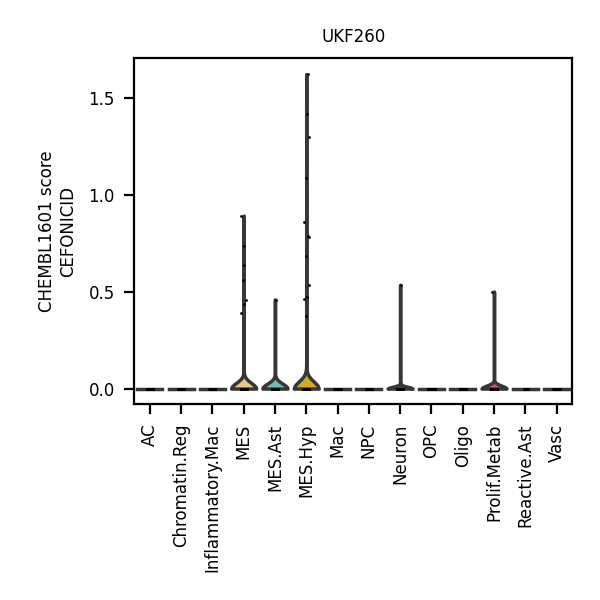 UKF260
CHEMBL1601 score
CEFONICID
1.5
1.0
0.5
0.0
AC
Chromatin.Reg
Inflammatory.Mac
MES
MES.Ast
MES.Hyp
Mac
NPC
Neuron
OPC
Oligo
Prolif.Metab
Reactive.Ast
Vasc